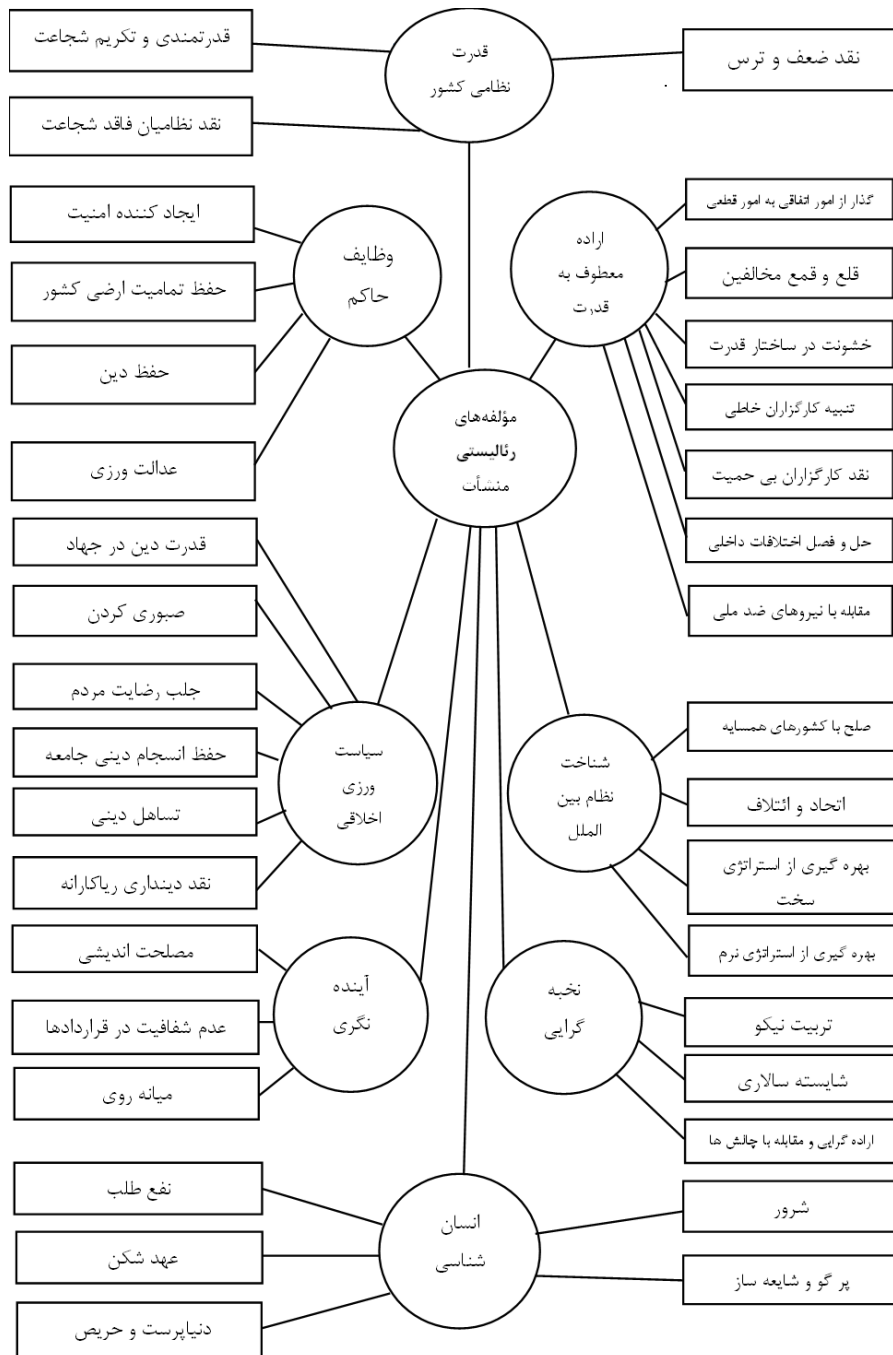 قدرت
نظامی کشور
نقد ضعف و ترس
قدرتمندی و تکریم شجاعت
نقد نظامیان فاقد شجاعت
اراده
معطوف به
قدرت
گذار از امور اتفاقی به امور قطعی
قلع و قمع مخالفین
خشونت در ساختار قدرت
تنبیه کارگزاران خاطی
نقد کارگزاران بی حمیت
حل و فصل اختلافات داخلی
مقابله با نیروهای ضد ملی
وظایف
حاکم
ایجاد کننده امنیت
حفظ تمامیت ارضی کشور
حفظ دین
عدالت ورزی
مؤلفه‌های
رئالیستی
منشأت
شناخت
نظام بین
الملل
صلح با کشورهای همسایه
اتحاد و ائتلاف
بهره گیری از استراتژی
سخت
بهره گیری از استراتژی نرم
سیاست
ورزی
اخلاقی
قدرت دین در جهاد
صبوری کردن
جلب رضایت مردم
حفظ انسجام دینی جامعه
تساهل دینی
نقد دینداری ریاکارانه
نخبه
گرایی
تربیت نیکو
شایسته سالاری
اراده گرایی و مقابله با چالش ها
آینده
نگری
مصلحت اندیشی
عدم شفافیت در قراردادها
میانه روی
انسان
شناسی
شرور
پر گو و شایعه ساز
نفع طلب
عهد شکن
دنیاپرست و حریص